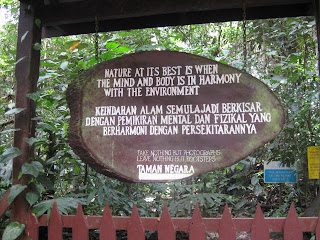 NATURE AT ITS BEST IS WHEN
THE MIND AND BODY IS IN HARMONY
WITH THE ENVIRONMENT
KEINDAHAN ALAM SEMULAJADI BERKISAR
DENGAN PEMIKIRAN MENTAL DAN FIZIKAL YANG
BERHARMONI DENGAN PERSEKITARANNYA
TAKE NOTHING BUT PHOTOGRAPHS
LEAVE NOTHING BUT FOOTSTEPS
TAMAN NEGARA